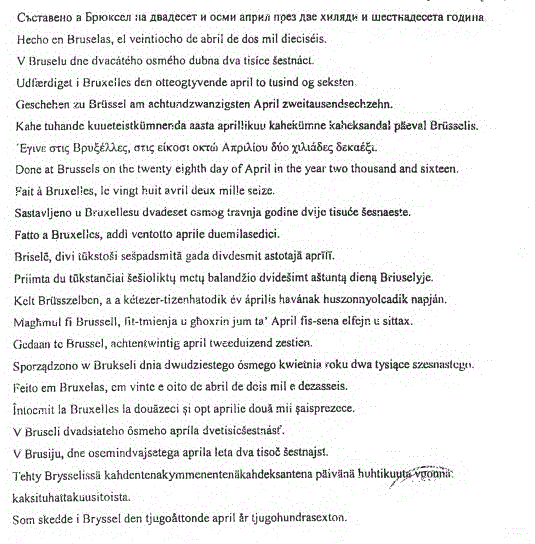 Съставено в Брюксел на двадесет и осми април през две хиляди и шестнадесета година.
Hecho en Bruselas, el veintiocho de abril de dos mil dieciséis.
V Bruselu dne dvacátého osmého dubna dva tisíce šestnáct.
Udfærdiget i Bruxelles den otteogtyvende april to tusind og seksten.
Geschehen zu Brüssel am achtundzwanzigsten April zweitausendsechzehn.
Kahe tuhande kuueteistkümnenda aasta aprillikuu kahekümne kaheksandal päeval Brüsselis.
Έγινε στις Βρυξέλλες, στις είκοσι οκτώ Απριλίου δύο χιλιάδες δεκαέξι.
Done at Brussels on the twenty eighth day of April in the year two thousand and sixteen.
Fait à Bruxelles, le vingt huit avril deux mille seize.
Sastavljeno u Bruxellesu dvadeset osmog travnja godine dvije tisuće šesnaeste.
Fatto a Bruxelles, addì ventotto aprile duemilasedici.
Briselē, divi tūkstoši sešpadsmitā gada divdesmit astotajā aprīlī.
Priimta du tūkstančiai šešioliktų metų balandžio dvidešimt aštuntą dieną Briuselyje.
Kelt Brüsszelben, a a kétezer-tizenhatodik év április havának huszonnyolcadik napján.
Magħmul fi Brussell, fit-tmienja u għoxrin jum ta' April fis-sena elfejn u sittax.
Gedaan te Brussel, achtentwintig april tweeduizend zestien.
Sporządzono w Brukseli dnia dwudziestego ósmego kwietnia roku dwa tysiące szesnastego.
Feito em Bruxelas, em vinte e oito de abril de dois mil e dezasseis.
Întocmit la Bruxelles la douăzeci și opt aprilie două mii șaisprezece.
V Bruseli dvadsiateho ôsmeho apríla dvetisícšestnásť.
V Brusiju, dne osemindvajsetega aprila leta dva tisoč šestnajst.
Tehty Brysselissä kahdentenakymmenentenäkahdeksantena päivänä huhtikuuta vuonna
kaksituhattakuusitoista.
Som skedde i Bryssel den tjugoåttonde april år tjugohundrasexton.